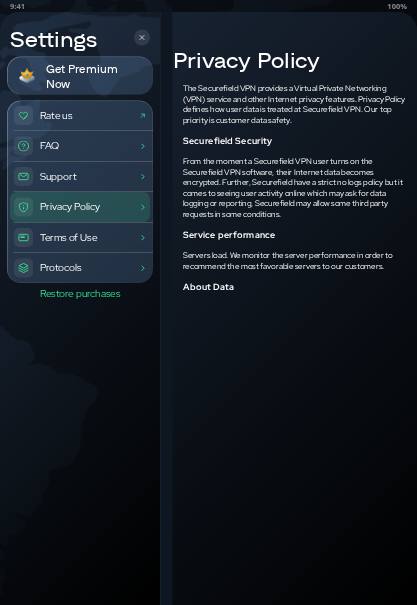 9:41
100%
Settings
Get Premium
Now
Rate us
FAQ
Support
Privacy Policy
Terms of Use
Protocols
Restore purchases
Privacy Policy
The Securefield VPN provides a Virtual Private Networking
(VPN) service and other Internet privacy features. Privacy Policy
defines how user data is treated at Securefield VPN. Our top
priority is customer data safety.
Securefield Security
From the moment a Securefield VPN user turns on the
Securefield VPN software, their Internet data becomes
encrypted. Further, Securefield have a strict no logs policy but it
comes to seeing user activity online which may ask for data
logging or reporting. Securefield may allow some third party
requests in some conditions.
Service performance
Servers load. We monitor the server performance in order to
recommend the most favorable servers to our customers.
About Data